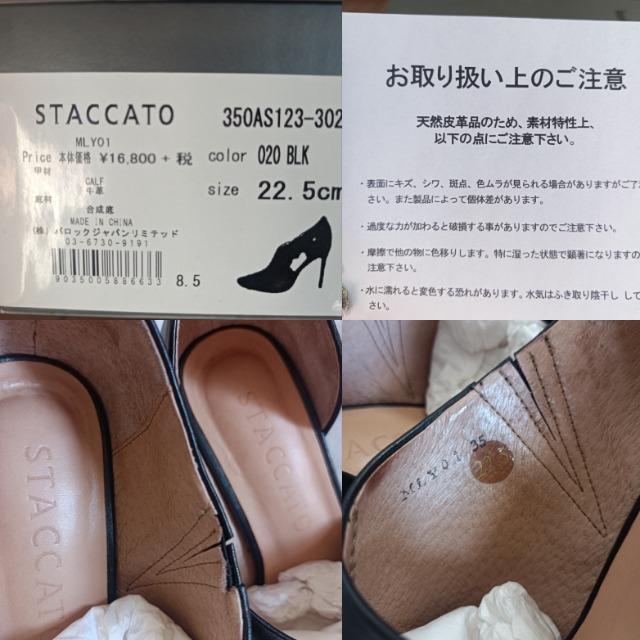 STACCATO
350AS123-302
MLY01
Price 本体価格 ¥16,800+税
color 020 BLK
甲材
CALF
牛革
size 22.5cm
底材
合成底
MADE IN CHINA
(株)バロックジャパンリミテッド
03-6730-9191
9035005886633
8.5
お取り扱い上のご注意
天然皮革品のため、素材特性上、
以下の点にご注意下さい。
・表面にキズ、シワ、斑点、色ムラが見られる場合がありますがご了
さい。また製品によって個体差があります。
・過度な力が加わると破損する事がありますのでご注意下さい。
・摩擦で他の物に色移りします。特に湿った状態で顕著になりますの
注意下さい。
・水に濡れると変色する恐れがあります。水気はふき取り陰干し し
さい。
STACCATO
STACCATO
STACCATO
MLY01 35